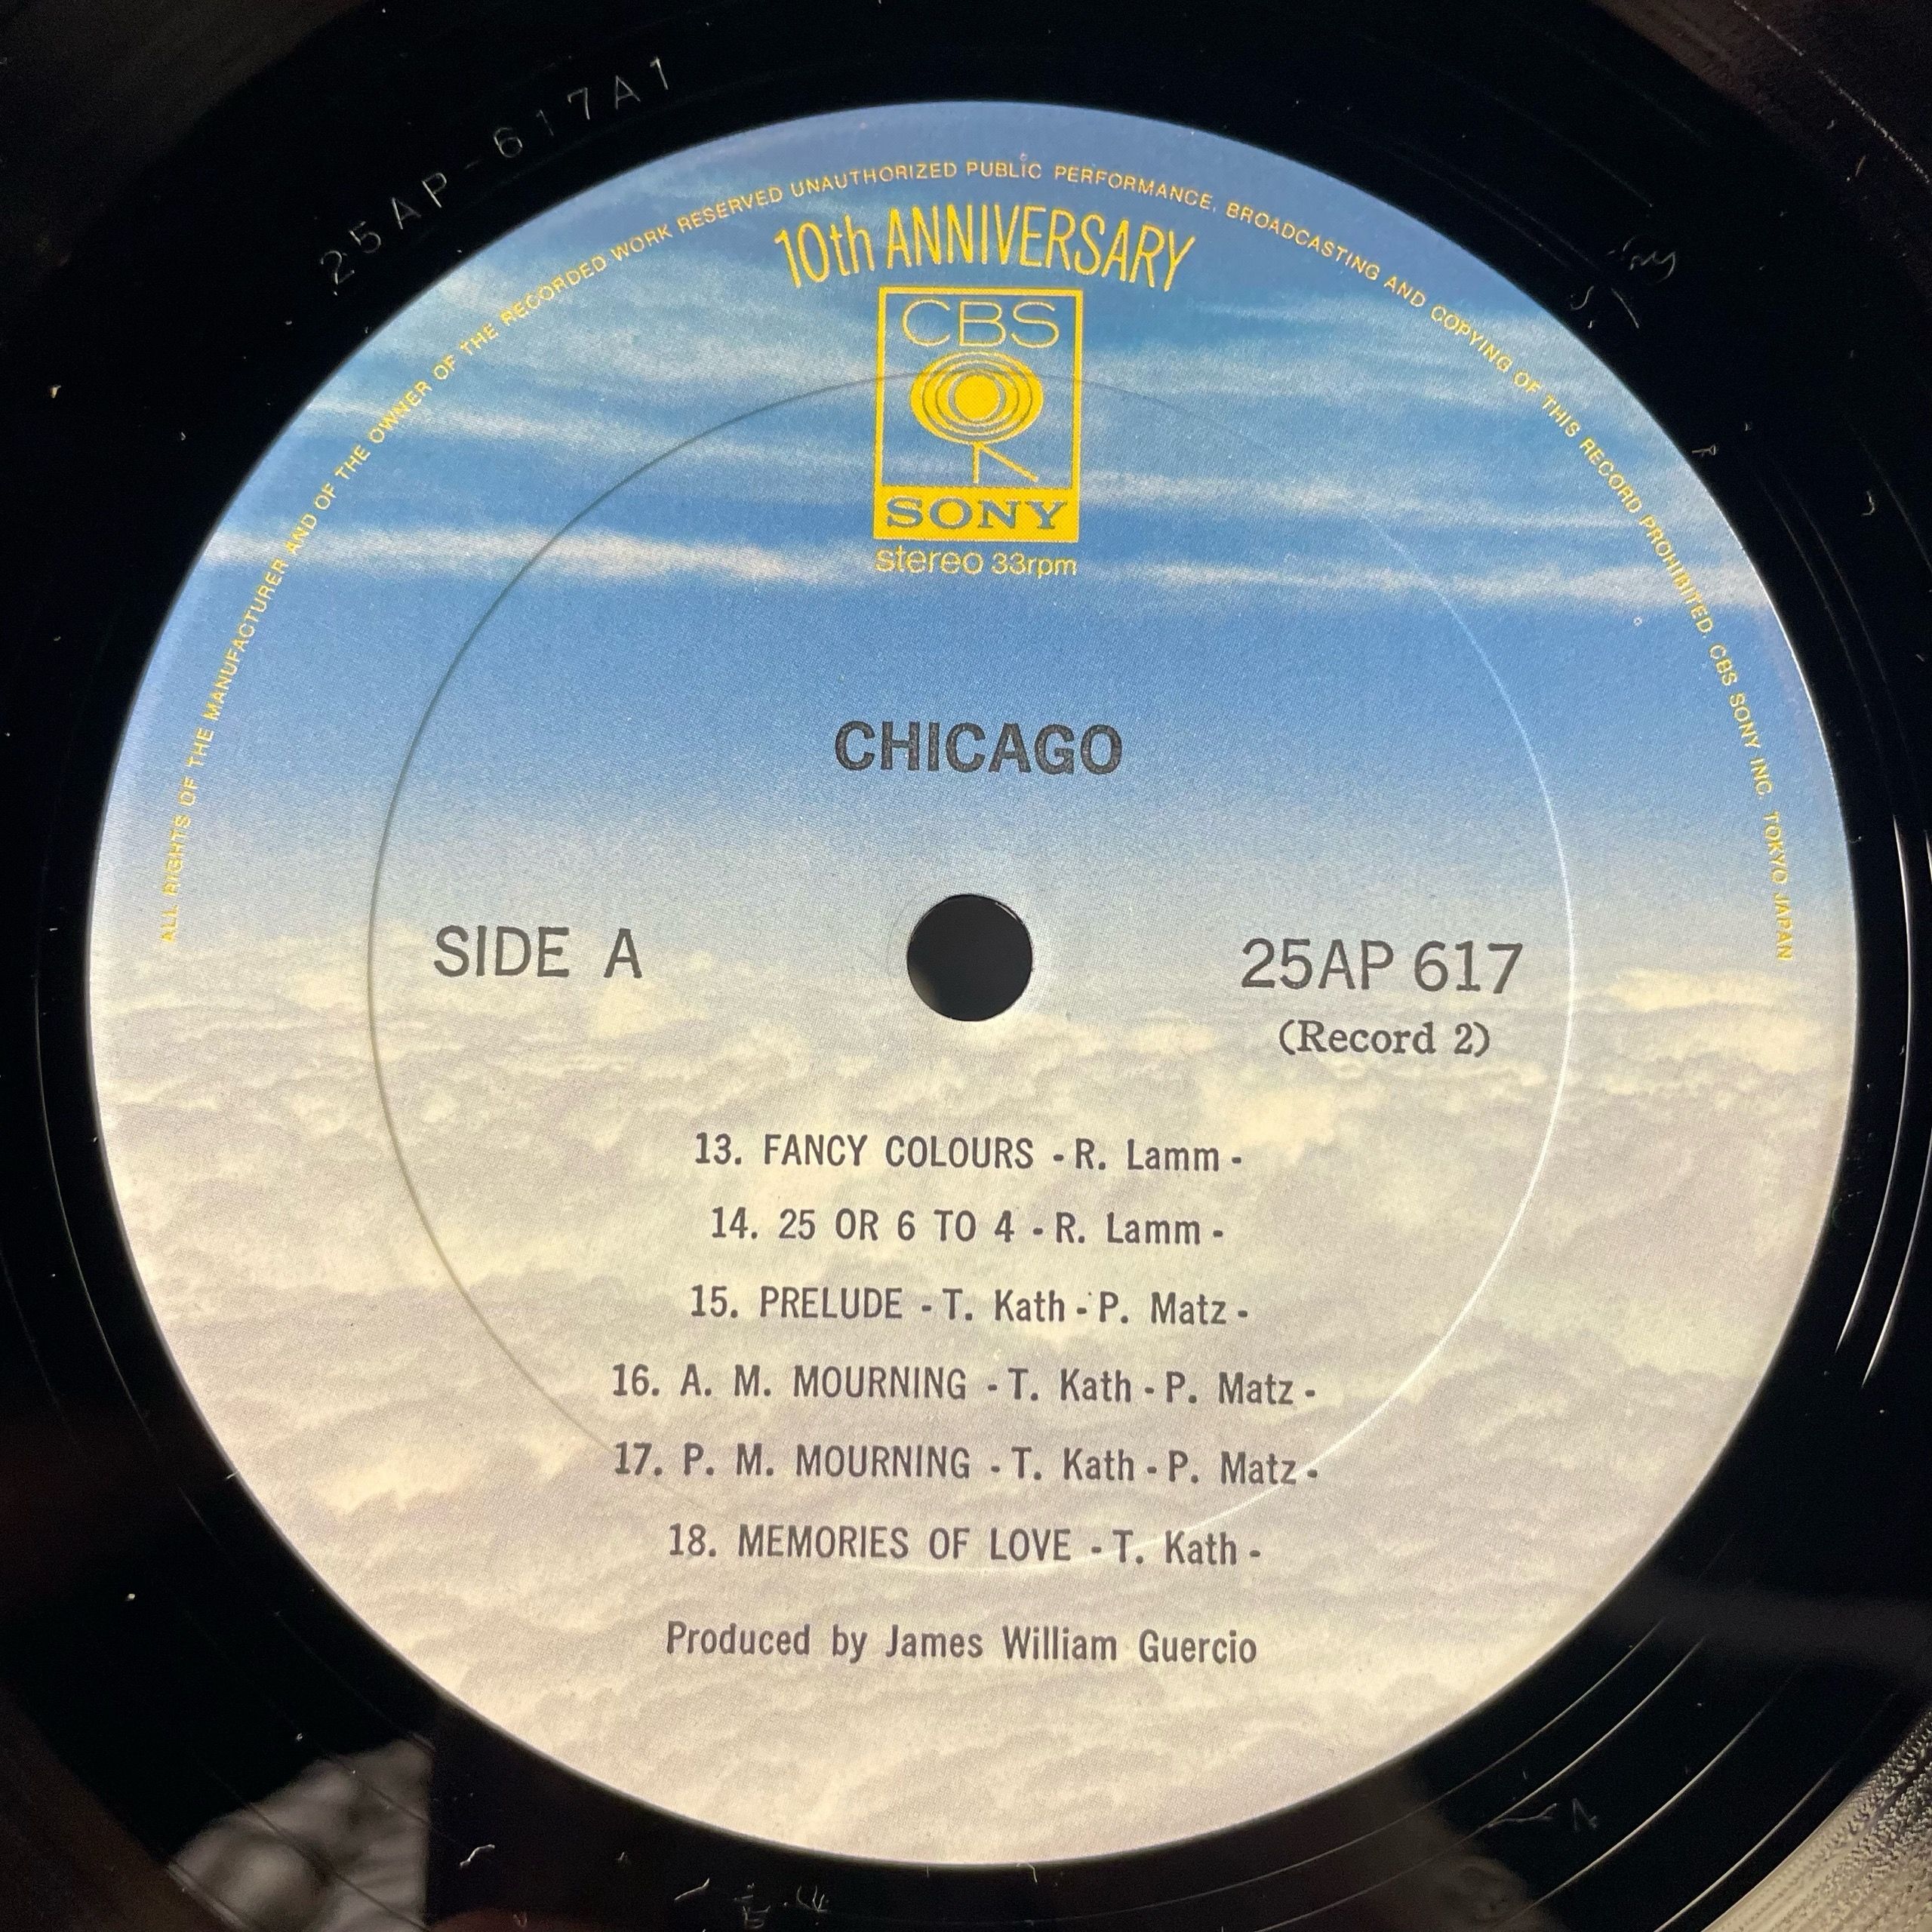 25AP-617A1
ALL RIGHTS OF THE MANUFACTURER AND OF THE OWNER OF THE RECORDED WORK RESERVED UNAUTHORIZED PUBLIC PERFORMANCE, BROADCASTING AND COPYING OF THIS RECORD PROHIBITED. CBS SONY INC. TOKYO JAPAN
10th ANNIVERSARY
CBS
SONY
stereo 33rpm
CHICAGO
SIDE A
25AP 617
(Record 2)
13. FANCY COLOURS - R. Lamm -
14. 25 OR 6 TO 4 - R. Lamm -
15. PRELUDE - T. Kath - P. Matz -
16. A. M. MOURNING - T. Kath - P. Matz -
17. P. M. MOURNING - T. Kath - P. Matz -
18. MEMORIES OF LOVE - T. Kath -
Produced by James William Guercio